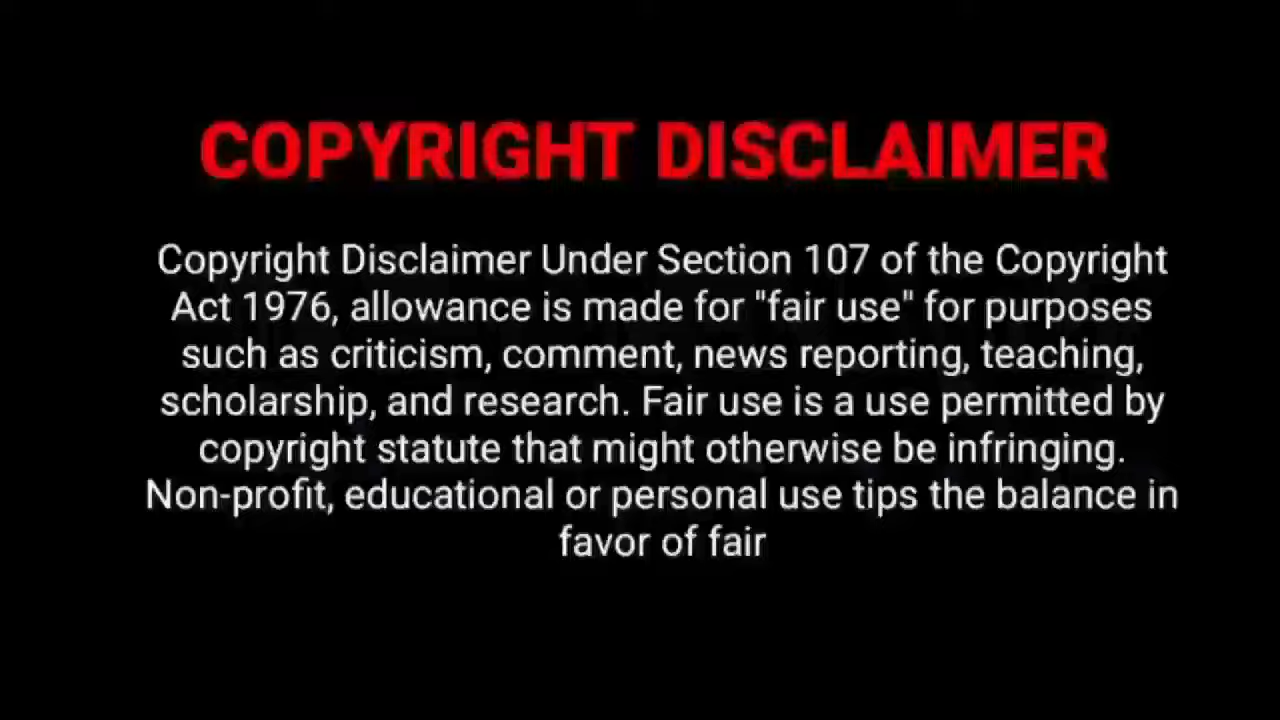 COPYRIGHT DISCLAIMER
Copyright Disclaimer Under Section 107 of the Copyright
Act 1976, allowance is made for "fair use" for purposes
such as criticism, comment, news reporting, teaching,
scholarship, and research. Fair use is a use permitted by
copyright statute that might otherwise be infringing.
Non-profit, educational or personal use tips the balance in
favor of fair